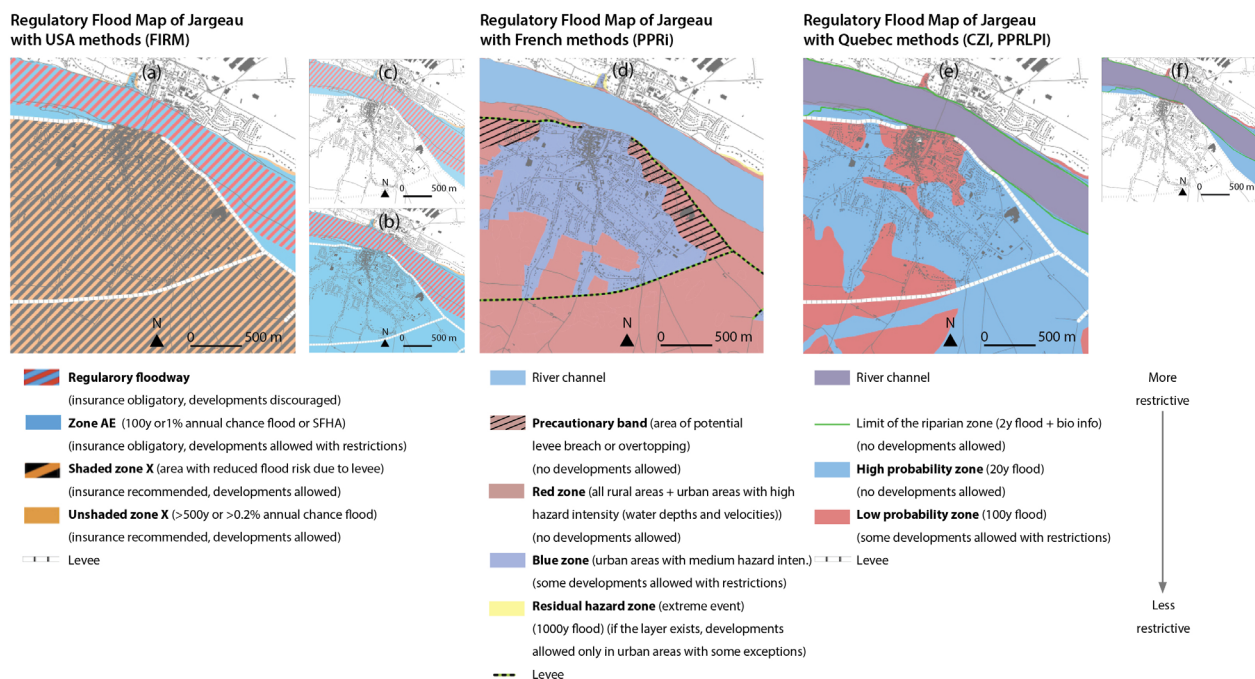 Regulatory Flood Map of Jargeau
with USA methods (FIRM)
Regulatory Flood Map of Jargeau
with French methods (PPRi)
Regulatory Flood Map of Jargeau
with Quebec methods (CZI, PPRLPI)
(a)
N
0 500 m
(c)
N
0 500 m
(b)
N
0 500 m
(d)
N
0 500 m
(e)
N
0 500 m
(f)
N
0 500 m
Regularory floodway
(insurance obligatory, developments discouraged)
Zone AE (100y or1% annual chance flood or SFHA)
(insurance obligatory, developments allowed with restrictions)
Shaded zone X (area with reduced flood risk due to levee)
(insurance recommended, developments allowed)
Unshaded zone X (>500y or >0.2% annual chance flood)
(insurance recommended, developments allowed)
Levee
River channel
Precautionary band (area of potential
levee breach or overtopping)
(no developments allowed)
Red zone (all rural areas + urban areas with high
hazard intensity (water depths and velocities))
(no developments allowed)
Blue zone (urban areas with medium hazard inten.)
(some developments allowed with restrictions)
Residual hazard zone (extreme event)
(1000y flood) (if the layer exists, developments
allowed only in urban areas with some exceptions)
Levee
River channel
Limit of the riparian zone (2y flood + bio info)
(no developments allowed)
High probability zone (20y flood)
(no developments allowed)
Low probability zone (100y flood)
(some developments allowed with restrictions)
Levee
More
restrictive
Less
restrictive